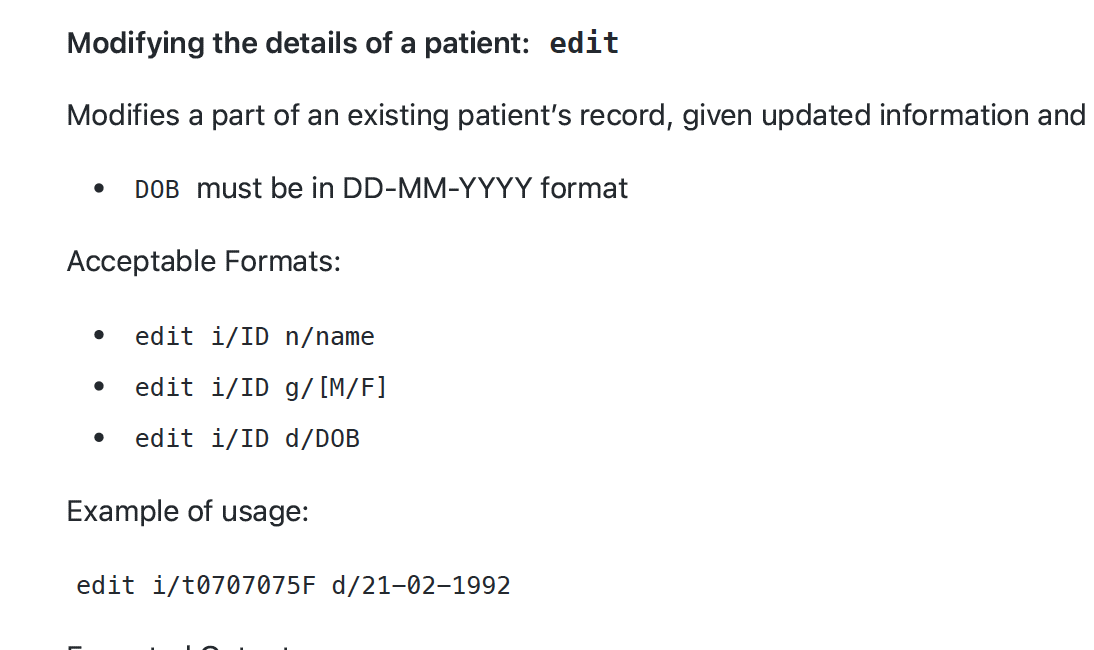 Modifying the details of a patient: edit
Modifies a part of an existing patient’s record, given updated information and
• DOB must be in DD-MM-YYYY format
Acceptable Formats:
• edit i/ID n/name
• edit i/ID g/[M/F]
• edit i/ID d/DOB
Example of usage:
edit i/t0707075F d/21-02-1992